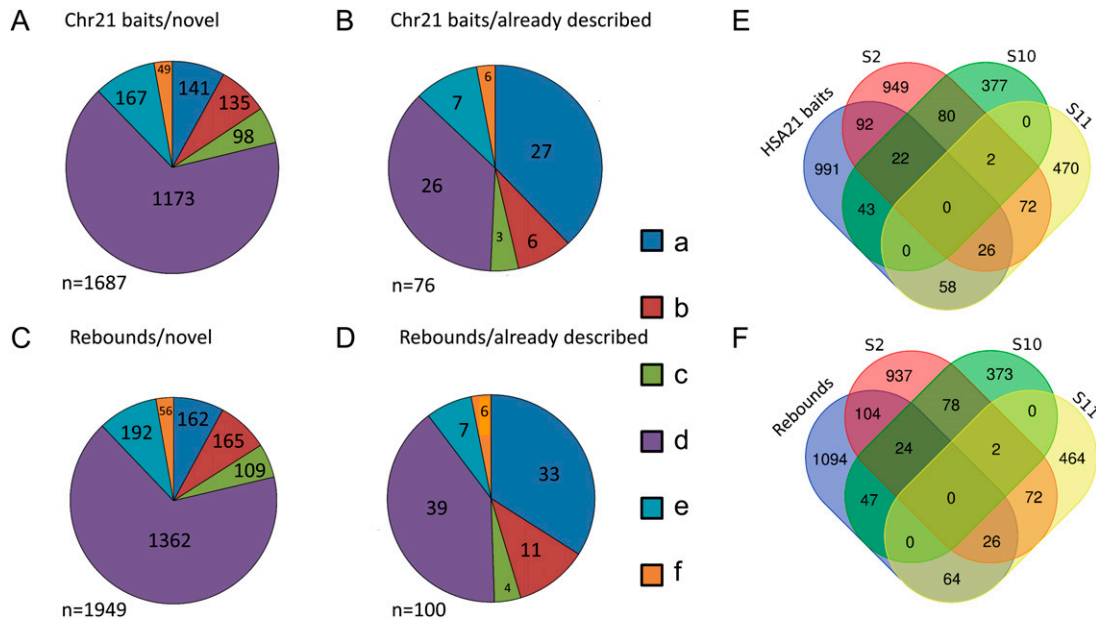 A Chr21 baits/novel
49
141
167
135
98
1173
n=1687
B Chr21 baits/already described
6
7
27
26
3
6
n=76
C Rebounds/novel
56
162
192
165
109
1362
n=1949
D Rebounds/already described
6
7
33
39
11
4
n=100
a
b
c
d
e
f
E
S2
S10
HSA21 baits
S11
949
377
92
80
0
991
22
2
470
43
0
72
0
26
58
F
S2
S10
Rebounds
S11
937
373
104
78
0
1094
24
2
464
47
0
72
0
26
64